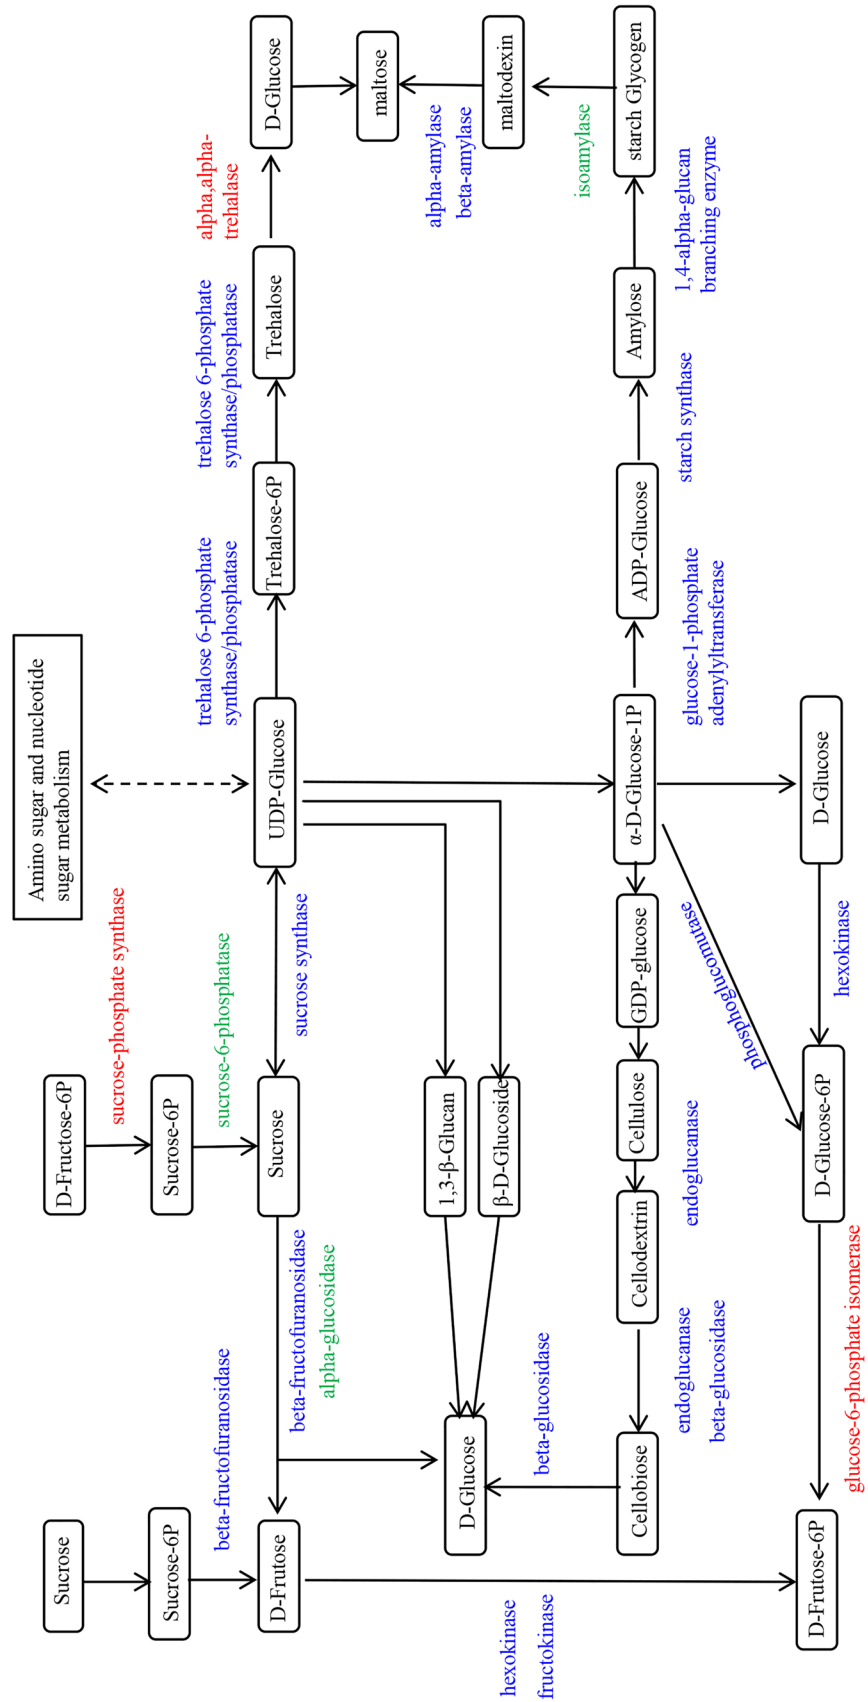 Sucrose
Sucrose-6P
beta-fructofuranosidase
D-Frutose
D-Fructose-6P
sucrose-phosphate synthase
Sucrose-6P
sucrose-6-phosphatase
Sucrose
beta-fructofuranosidase
alpha-glucosidase
sucrose synthase
Amino sugar and nucleotide
sugar metabolism
UDP-Glucose
trehalose 6-phosphate
synthase/phosphatase
Trehalose-6P
trehalose 6-phosphate
synthase/phosphatase
Trehalose
alpha,alpha-
trehalase
D-Glucose
maltose
alpha-amylase
beta-amylase
maltodexin
isoamylase
starch Glycogen
1,3-β-Glucan
β-D-Glucoside
D-Glucose
beta-glucosidase
Cellobiose
endoglucanase
beta-glucosidase
Cellodextrin
endoglucanase
Cellulose
GDP-glucose
α-D-Glucose-1P
glucose-1-phosphate
adenylyltransferase
ADP-Glucose
starch synthase
Amylose
1,4-alpha-glucan
branching enzyme
hexokinase
fructokinase
D-Frutose-6P
glucose-6-phosphate isomerase
D-Glucose-6P
phosphoglucomutase
hexokinase
D-Glucose